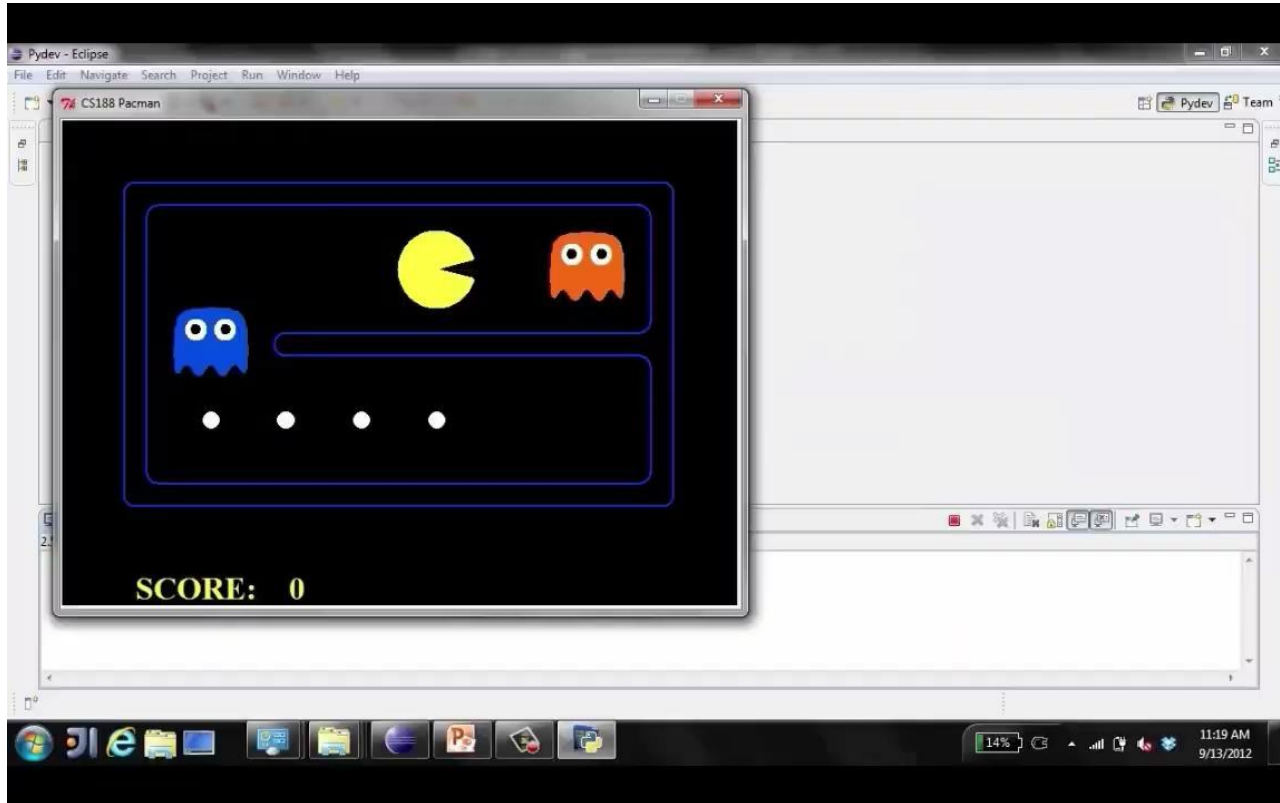 Pydev - Eclipse
File Edit Navigate Search Project Run Window Help
CS188 Pacman
Pydev
Team
SCORE: 0
14%
11:19 AM
9/13/2012